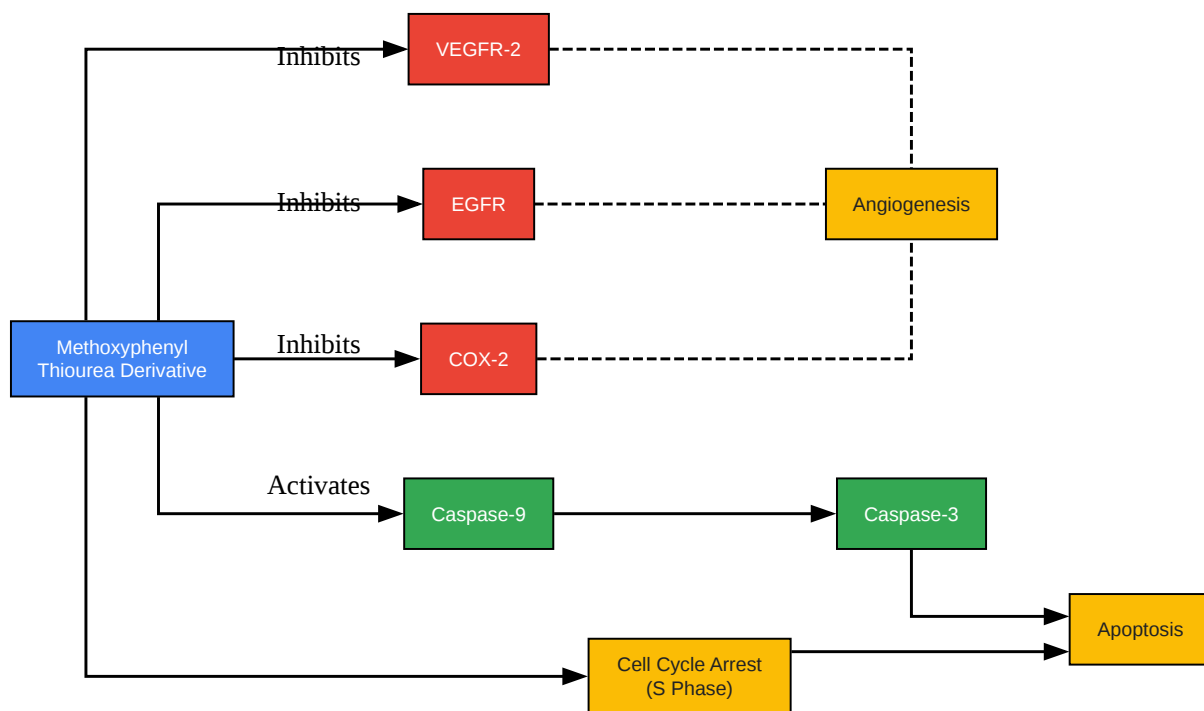 VEGFR-2
Inhibits
Inhibits
EGFR
Angiogenesis
Methoxyphenyl
Thiourea Derivative
Inhibits
COX-2
Activates
Caspase-9
Caspase-3
Apoptosis
Cell Cycle Arrest
(S Phase)